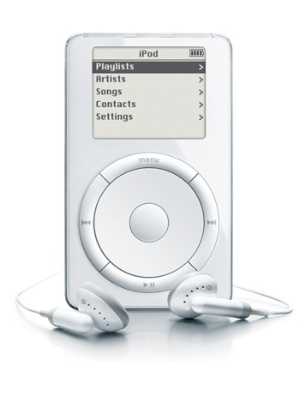 iPod
Playlists >
Artists >
Songs >
Contacts >
Settings >
menu